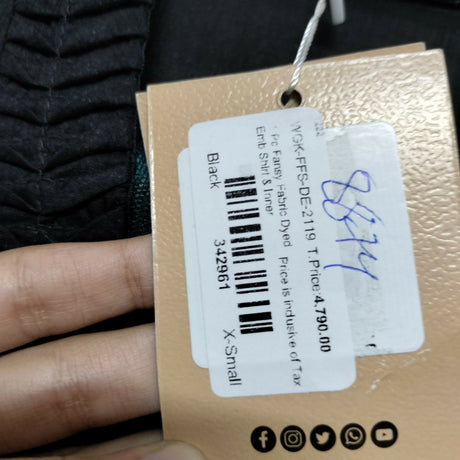 WGK-FFS-DE-2119 T.Price:4,790.00
Pc Fansy Fabric Dyed Price is inclusive of Tax
Emb Shirt & Inner
Black
342961
X-Small